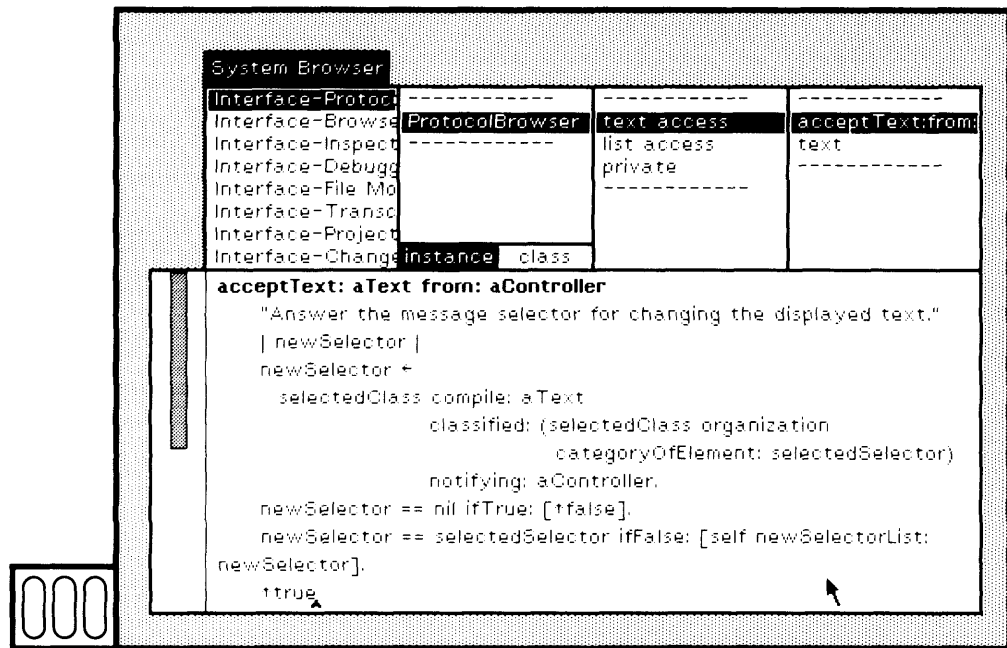 System Browser
Interface-Protoc
Interface-Browse
Interface-Inspect
Interface-Debugg
Interface-File Mo
Interface-Transc
Interface-Project
Interface-Change
------------
ProtocolBrowser
------------
instance class
------------
text access
list access
private
------------
------------
acceptText:from:
text
------------
acceptText: aText from: aController
"Answer the message selector for changing the displayed text."
| newSelector |
newSelector ←
selectedClass compile: aText
classified: (selectedClass organization
categoryOfElement: selectedSelector)
notifying: aController.
newSelector == nil ifTrue: [↑false].
newSelector == selectedSelector ifFalse: [self newSelectorList:
newSelector].
↑true